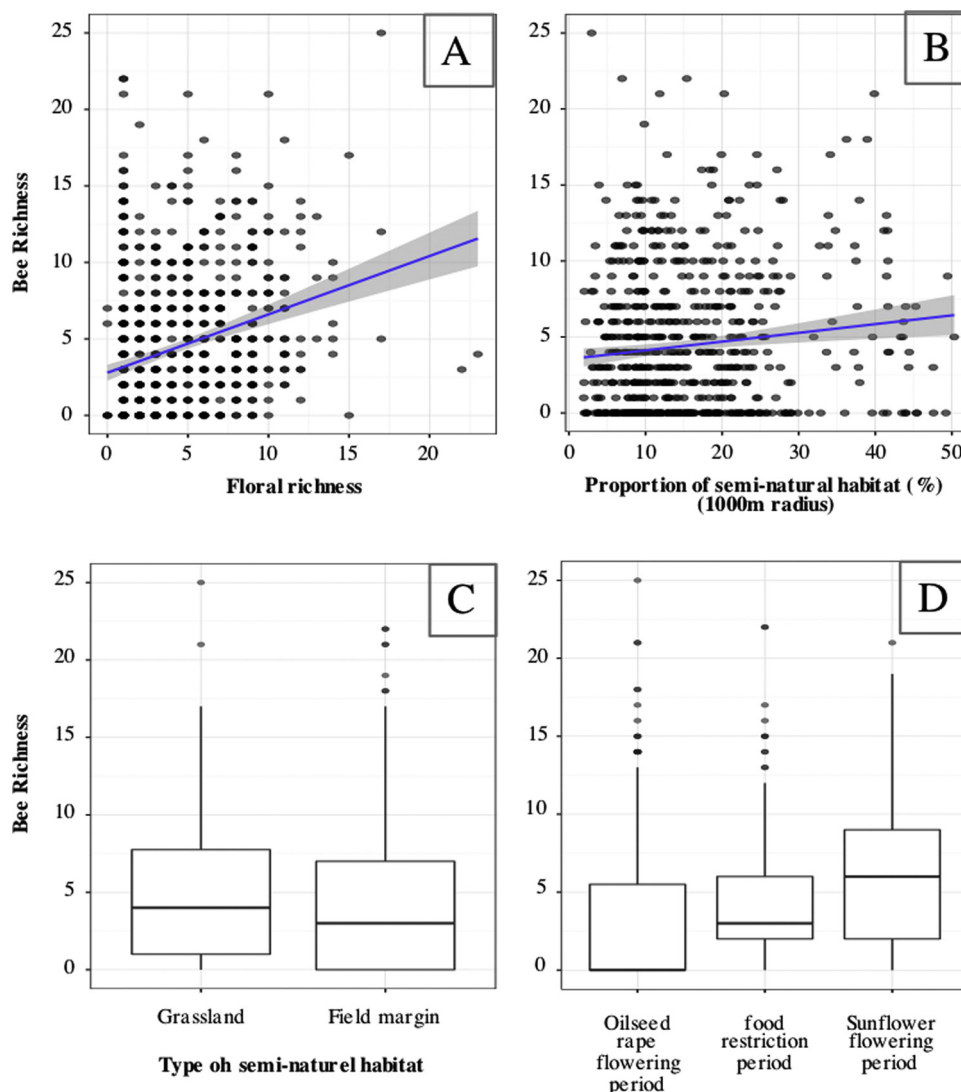 A
B
Bee Richness
25
20
15
10
5
0
0
5
10
15
20
Floral richness
25
20
15
10
5
0
0
10
20
30
40
50
Proportion of semi-natural habitat (%)
(1000m radius)
C
D
Bee Richness
25
20
15
10
5
0
Grassland
Field margin
Type oh semi-naturel habitat
25
20
15
10
5
0
Oilseed
rape
flowering
period
food
restriction
period
Sunflower
flowering
period